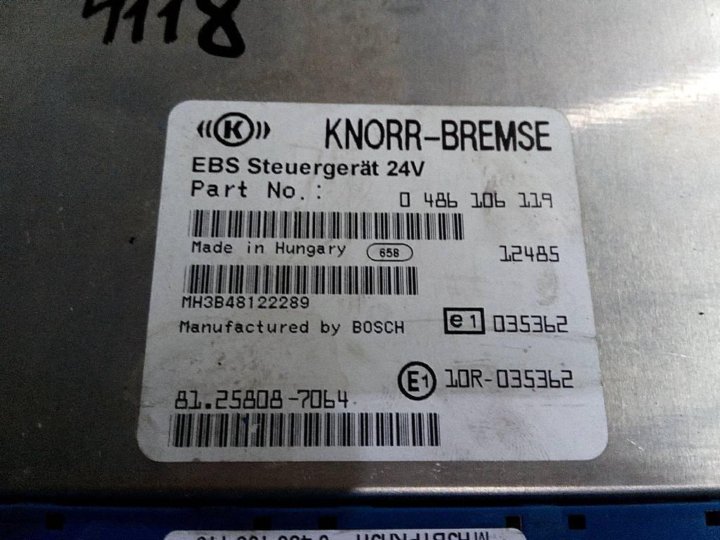 4118
((K)) KNORR-BREMSE
EBS Steuergerät 24V
Part No.: 0 486 106 119
Made in Hungary 658 12485
MH3B48122289
Manufactured by BOSCH e1 035362
E1 10R-035362
81.25808-7064